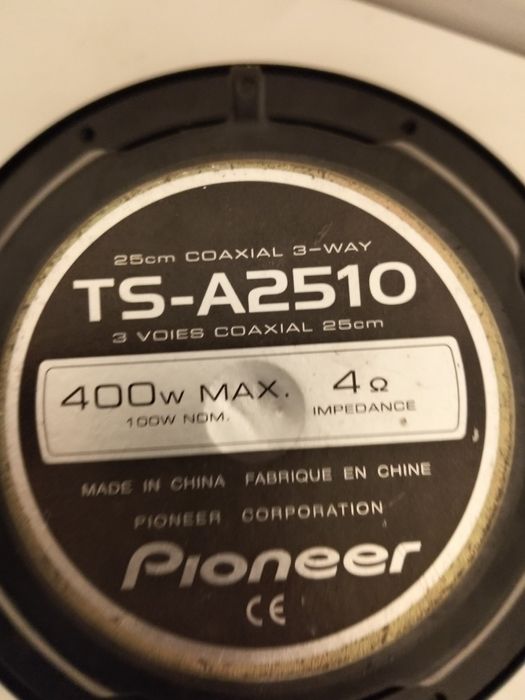 25cm COAXIAL 3-WAY
TS-A2510
3 VOIES COAXIAL 25cm
400W MAX. 4Ω
100W NOM. IMPEDANCE
MADE IN CHINA FABRIQUE EN CHINE
PIONEER CORPORATION
Pioneer
CE